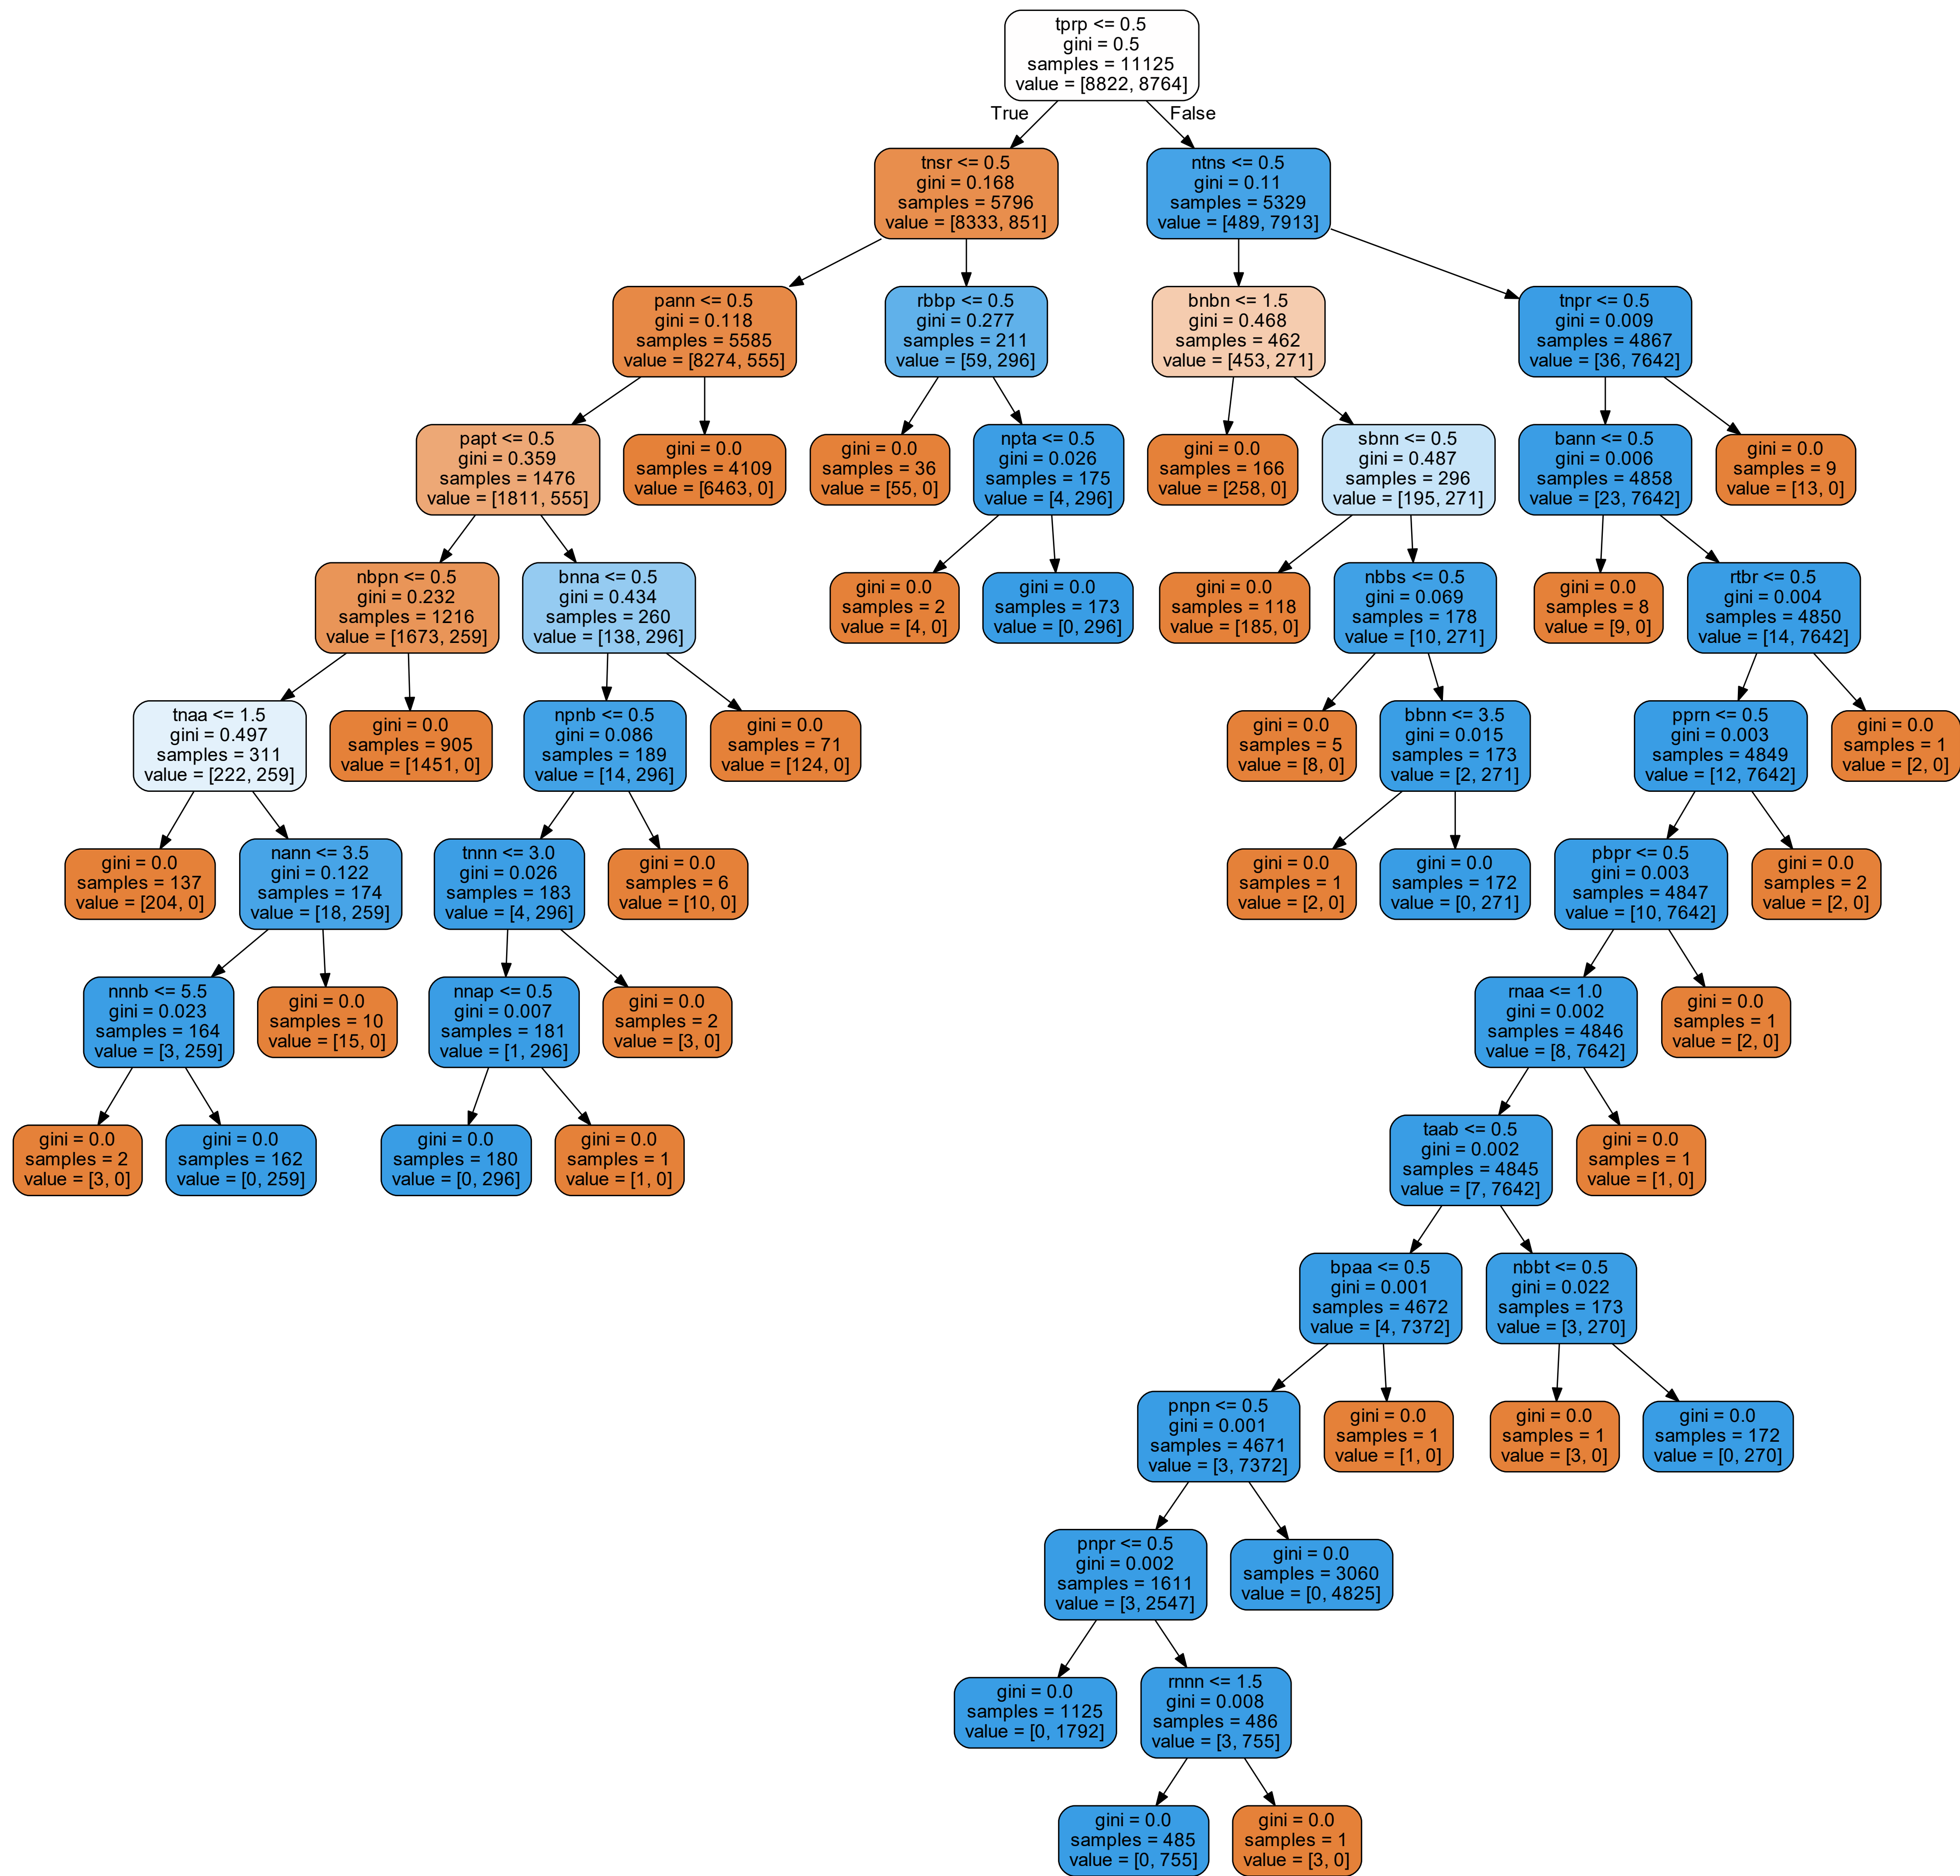 tprp <= 0.5
gini = 0.5
samples = 11125
value = [8822, 8764]
True
False
tnsr <= 0.5
gini = 0.168
samples = 5796
value = [8333, 851]
ntns <= 0.5
gini = 0.11
samples = 5329
value = [489, 7913]
pann <= 0.5
gini = 0.118
samples = 5585
value = [8274, 555]
rbbp <= 0.5
gini = 0.277
samples = 211
value = [59, 296]
bnbn <= 1.5
gini = 0.468
samples = 462
value = [453, 271]
tnpr <= 0.5
gini = 0.009
samples = 4867
value = [36, 7642]
papt <= 0.5
gini = 0.359
samples = 1476
value = [1811, 555]
gini = 0.0
samples = 4109
value = [6463, 0]
gini = 0.0
samples = 36
value = [55, 0]
npta <= 0.5
gini = 0.026
samples = 175
value = [4, 296]
gini = 0.0
samples = 166
value = [258, 0]
sbnn <= 0.5
gini = 0.487
samples = 296
value = [195, 271]
bann <= 0.5
gini = 0.006
samples = 4858
value = [23, 7642]
gini = 0.0
samples = 9
value = [13, 0]
nbpn <= 0.5
gini = 0.232
samples = 1216
value = [1673, 259]
bnna <= 0.5
gini = 0.434
samples = 260
value = [138, 296]
gini = 0.0
samples = 2
value = [4, 0]
gini = 0.0
samples = 173
value = [0, 296]
gini = 0.0
samples = 118
value = [185, 0]
nbbs <= 0.5
gini = 0.069
samples = 178
value = [10, 271]
gini = 0.0
samples = 8
value = [9, 0]
rtbr <= 0.5
gini = 0.004
samples = 4850
value = [14, 7642]
tnaa <= 1.5
gini = 0.497
samples = 311
value = [222, 259]
gini = 0.0
samples = 905
value = [1451, 0]
npnb <= 0.5
gini = 0.086
samples = 189
value = [14, 296]
gini = 0.0
samples = 71
value = [124, 0]
gini = 0.0
samples = 5
value = [8, 0]
bbnn <= 3.5
gini = 0.015
samples = 173
value = [2, 271]
pprn <= 0.5
gini = 0.003
samples = 4849
value = [12, 7642]
gini = 0.0
samples = 1
value = [2, 0]
gini = 0.0
samples = 137
value = [204, 0]
nann <= 3.5
gini = 0.122
samples = 174
value = [18, 259]
tnnn <= 3.0
gini = 0.026
samples = 183
value = [4, 296]
gini = 0.0
samples = 6
value = [10, 0]
gini = 0.0
samples = 1
value = [2, 0]
gini = 0.0
samples = 172
value = [0, 271]
pbpr <= 0.5
gini = 0.003
samples = 4847
value = [10, 7642]
gini = 0.0
samples = 2
value = [2, 0]
nnnb <= 5.5
gini = 0.023
samples = 164
value = [3, 259]
gini = 0.0
samples = 10
value = [15, 0]
nnap <= 0.5
gini = 0.007
samples = 181
value = [1, 296]
gini = 0.0
samples = 2
value = [3, 0]
rnaa <= 1.0
gini = 0.002
samples = 4846
value = [8, 7642]
gini = 0.0
samples = 1
value = [2, 0]
gini = 0.0
samples = 2
value = [3, 0]
gini = 0.0
samples = 162
value = [0, 259]
gini = 0.0
samples = 180
value = [0, 296]
gini = 0.0
samples = 1
value = [1, 0]
taab <= 0.5
gini = 0.002
samples = 4845
value = [7, 7642]
gini = 0.0
samples = 1
value = [1, 0]
bpaa <= 0.5
gini = 0.001
samples = 4672
value = [4, 7372]
nbbt <= 0.5
gini = 0.022
samples = 173
value = [3, 270]
pnpn <= 0.5
gini = 0.001
samples = 4671
value = [3, 7372]
gini = 0.0
samples = 1
value = [1, 0]
gini = 0.0
samples = 1
value = [3, 0]
gini = 0.0
samples = 172
value = [0, 270]
pnpr <= 0.5
gini = 0.002
samples = 1611
value = [3, 2547]
gini = 0.0
samples = 3060
value = [0, 4825]
gini = 0.0
samples = 1125
value = [0, 1792]
rnnn <= 1.5
gini = 0.008
samples = 486
value = [3, 755]
gini = 0.0
samples = 485
value = [0, 755]
gini = 0.0
samples = 1
value = [3, 0]